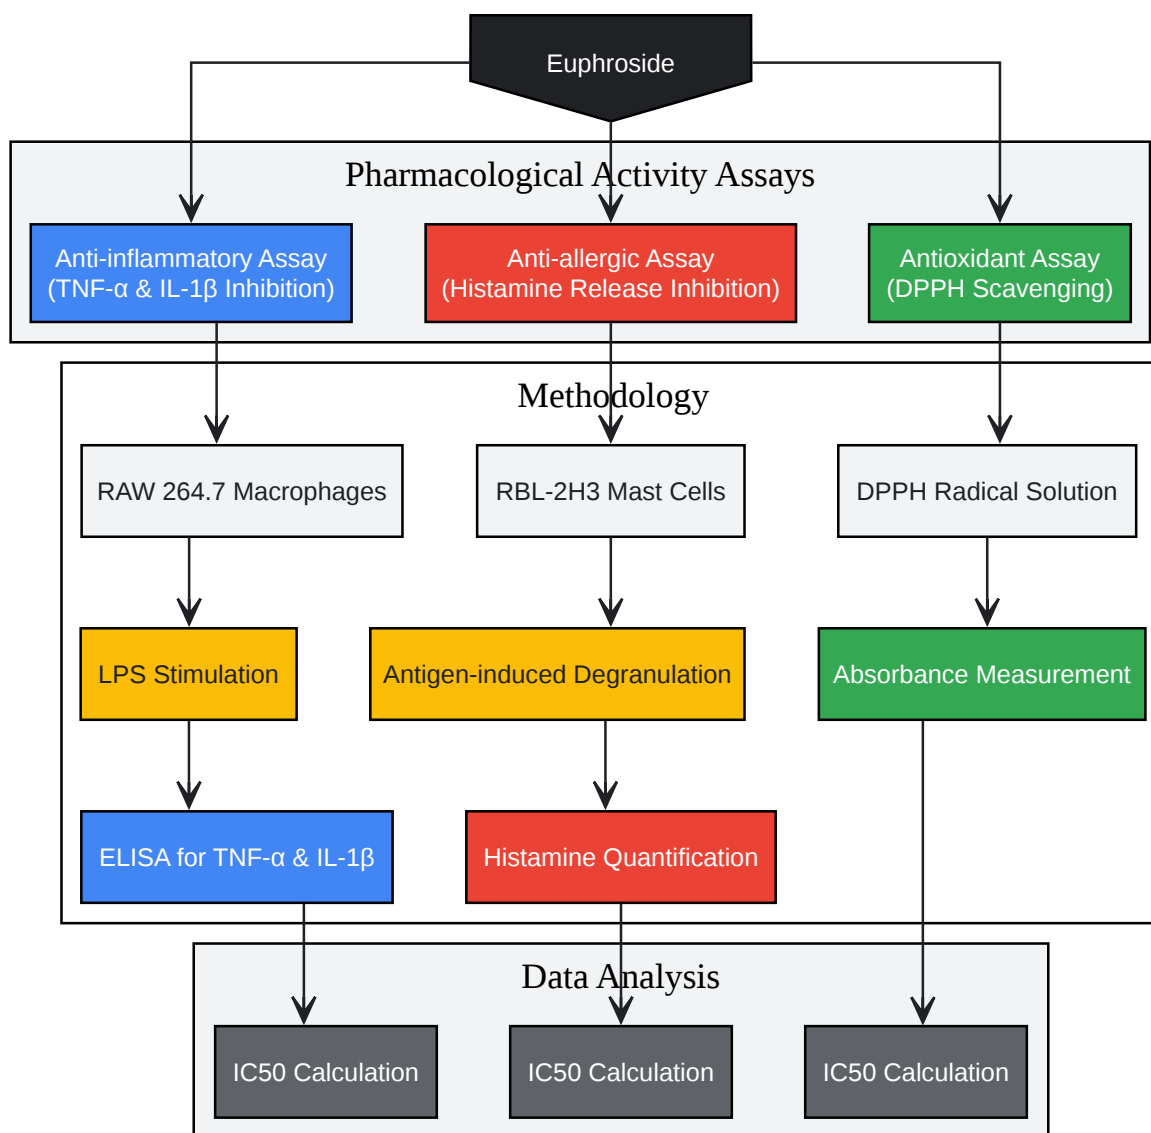 Euphroside
Pharmacological Activity Assays
Anti-inflammatory Assay
(TNF-α & IL-1β Inhibition)
Anti-allergic Assay
(Histamine Release Inhibition)
Antioxidant Assay
(DPPH Scavenging)
Methodology
RAW 264.7 Macrophages
RBL-2H3 Mast Cells
DPPH Radical Solution
LPS Stimulation
Antigen-induced Degranulation
Absorbance Measurement
ELISA for TNF-α & IL-1β
Histamine Quantification
Data Analysis
IC50 Calculation
IC50 Calculation
IC50 Calculation